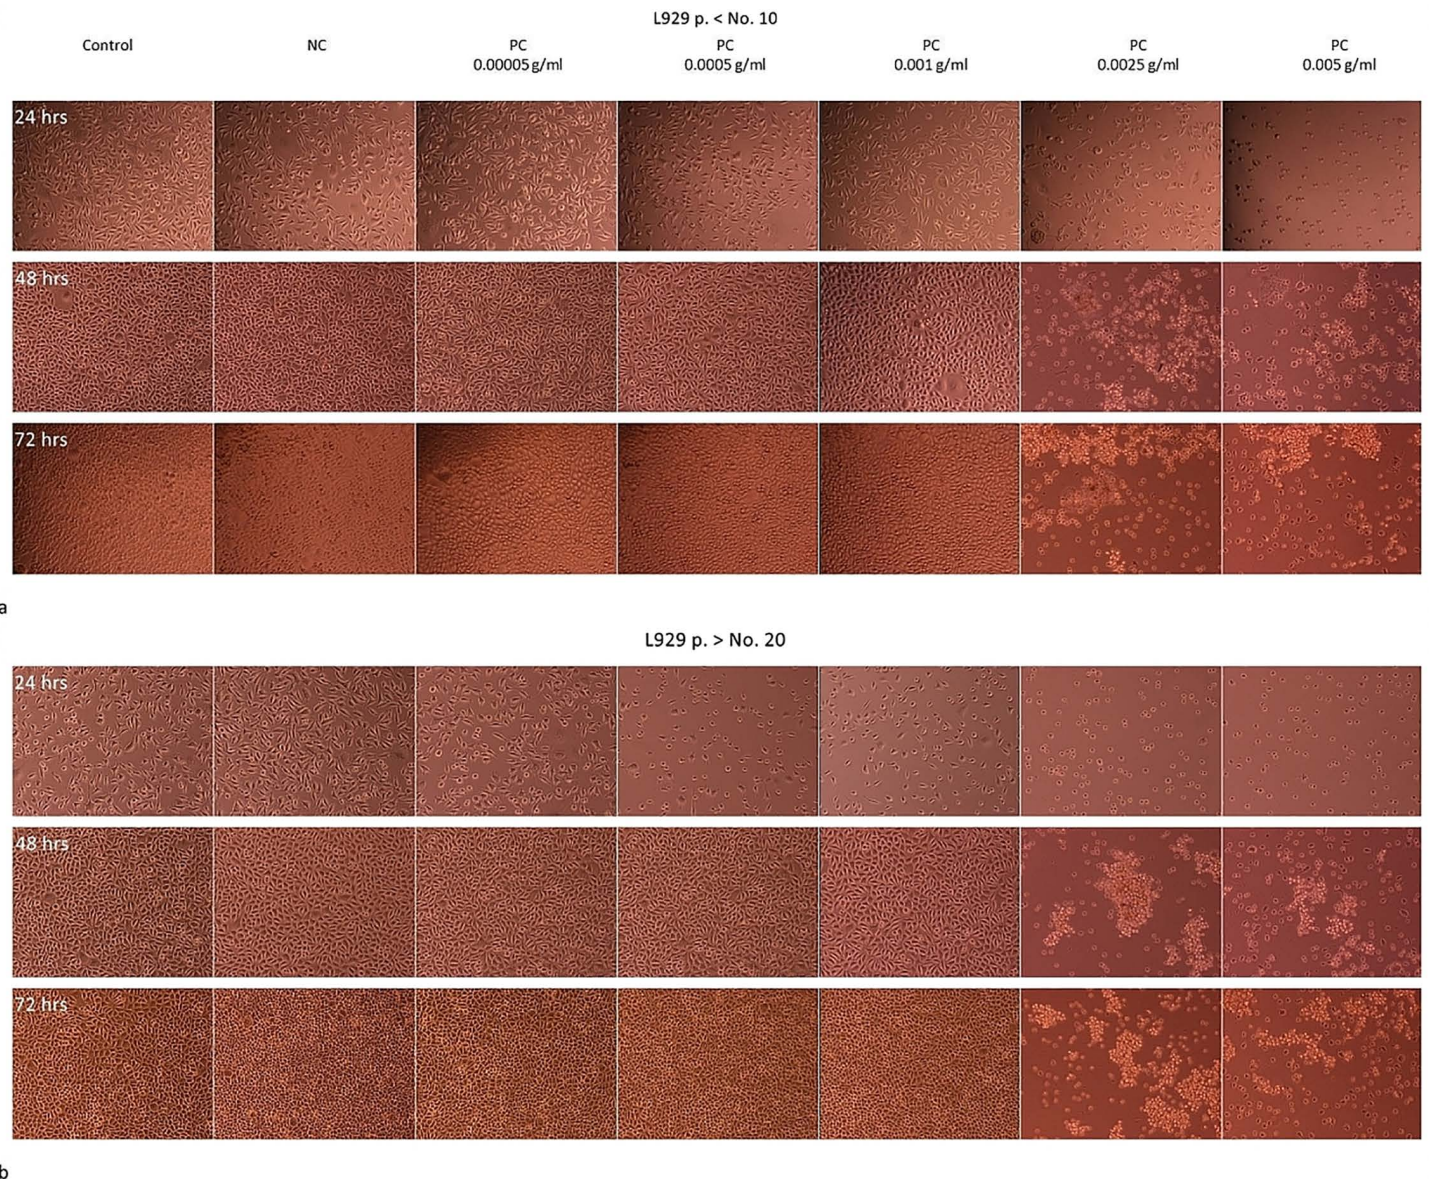 L929 p. < No. 10
Control NC PC PC PC PC PC
0.00005 g/ml 0.0005 g/ml 0.001 g/ml 0.0025 g/ml 0.005 g/ml
24 hrs
48 hrs
72 hrs
a
L929 p. > No. 20
24 hrs
48 hrs
72 hrs
b